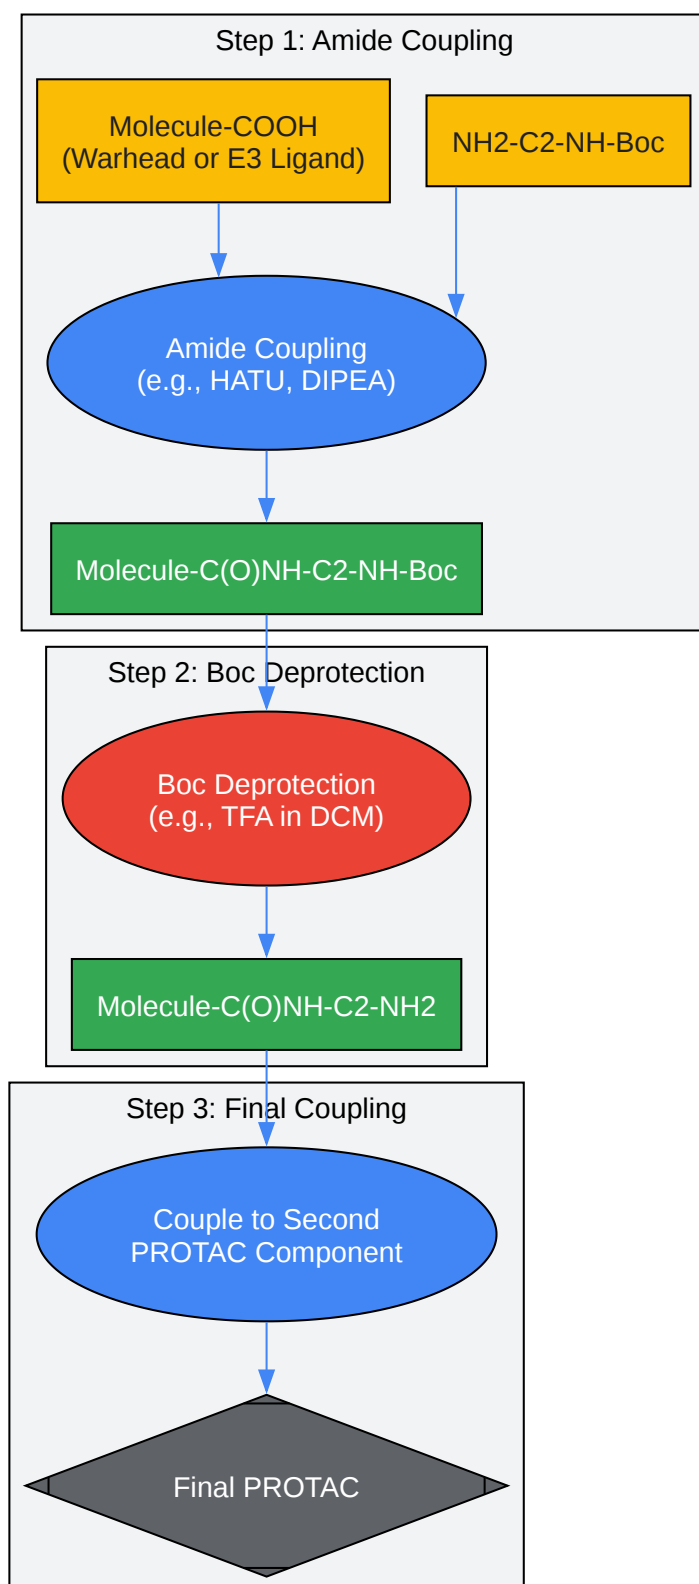 Step 1: Amide Coupling
Molecule-COOH
(Warhead or E3 Ligand)
NH2-C2-NH-Boc
Amide Coupling
(e.g., HATU, DIPEA)
Molecule-C(O)NH-C2-NH-Boc
Step 2: Boc Deprotection
Boc Deprotection
(e.g., TFA in DCM)
Molecule-C(O)NH-C2-NH2
Step 3: Final Coupling
Couple to Second
PROTAC Component
Final PROTAC